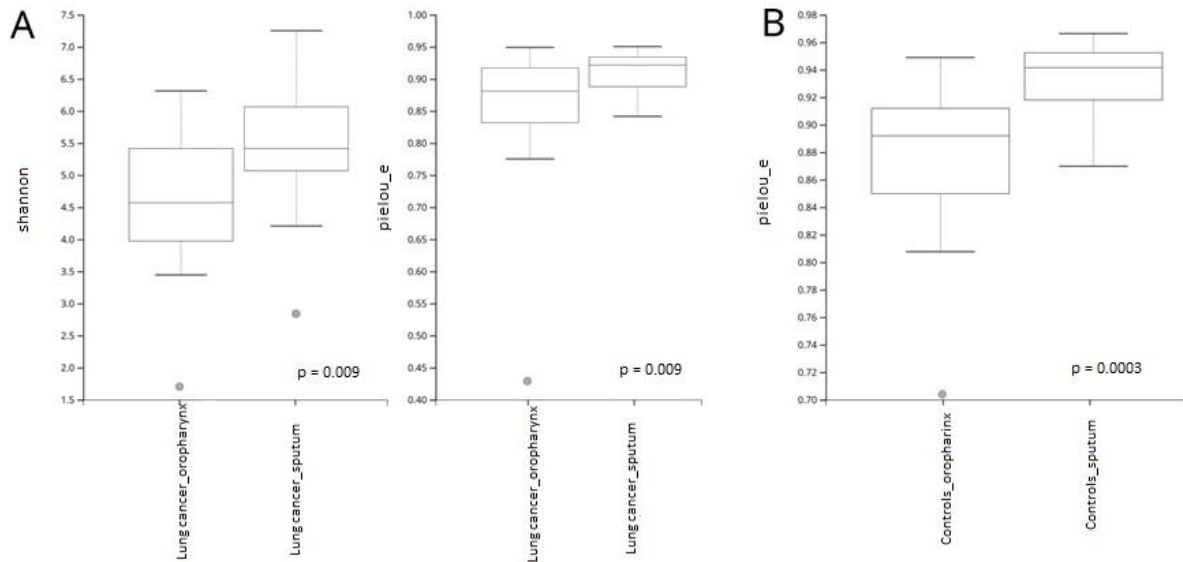 A
shannon
7.5
7.0
6.5
6.0
5.5
5.0
4.5
4.0
3.5
3.0
2.5
2.0
1.5
p = 0.009
Lung cancer_oropharynx
Lung cancer_sputum
pielou_e
1.00
0.95
0.90
0.85
0.80
0.75
0.70
0.65
0.60
0.55
0.50
0.45
0.40
p = 0.009
Lung cancer_oropharynx
Lung cancer_sputum
B
pielou_e
0.98
0.96
0.94
0.92
0.90
0.88
0.86
0.84
0.82
0.80
0.78
0.76
0.74
0.72
0.70
p = 0.0003
Controls_oropharinx
Controls_sputum